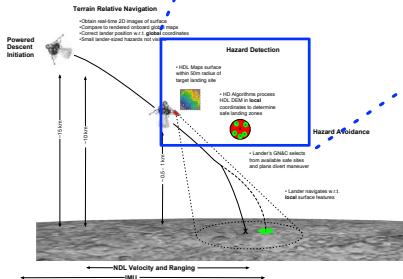 Terrain Relative Navigation
•Obtain real-time 2D images of surface
•Compare to rendered onboard global maps
•Correct lander position w.r.t. global coordinates
•Small lander-sized hazards not
Powered
Descent
Initiation
Hazard Detection
• HDL Maps surface
within 50m radius of
target landing site
• HD Algorithms process
HDL DEM in local
coordinates to determine
safe landing zones
Hazard Avoidance
• Lander's GN&C selects
from available safe sites
and plans divert maneuver
• Lander navigates w.r.t.
local surface features
~15 km
~10km
~ 0.5 - 1 km
NDL Velocity and Ranging
IMU